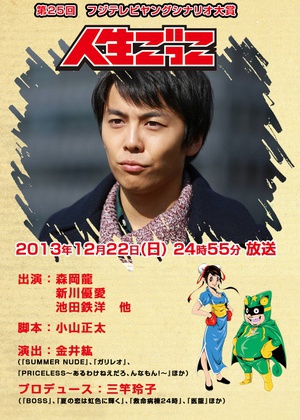 第25回 フジテレビヤングシナリオ大賞
人生ごっこ
2013年12月22日(日) 24時55分 放送
出演：森岡龍
新川優愛
池田鉄洋 他
脚本：小山正太
演出：金井紘
(「SUMMER NUDE」、「ガリレオ」、
「PRICELESS～あるわけねえだろ、んなもん！～」ほか)
プロデュース：三竿玲子
(「BOSS」、「夏の恋は虹色に輝く」、「救命病棟24時」、「医龍」ほか)